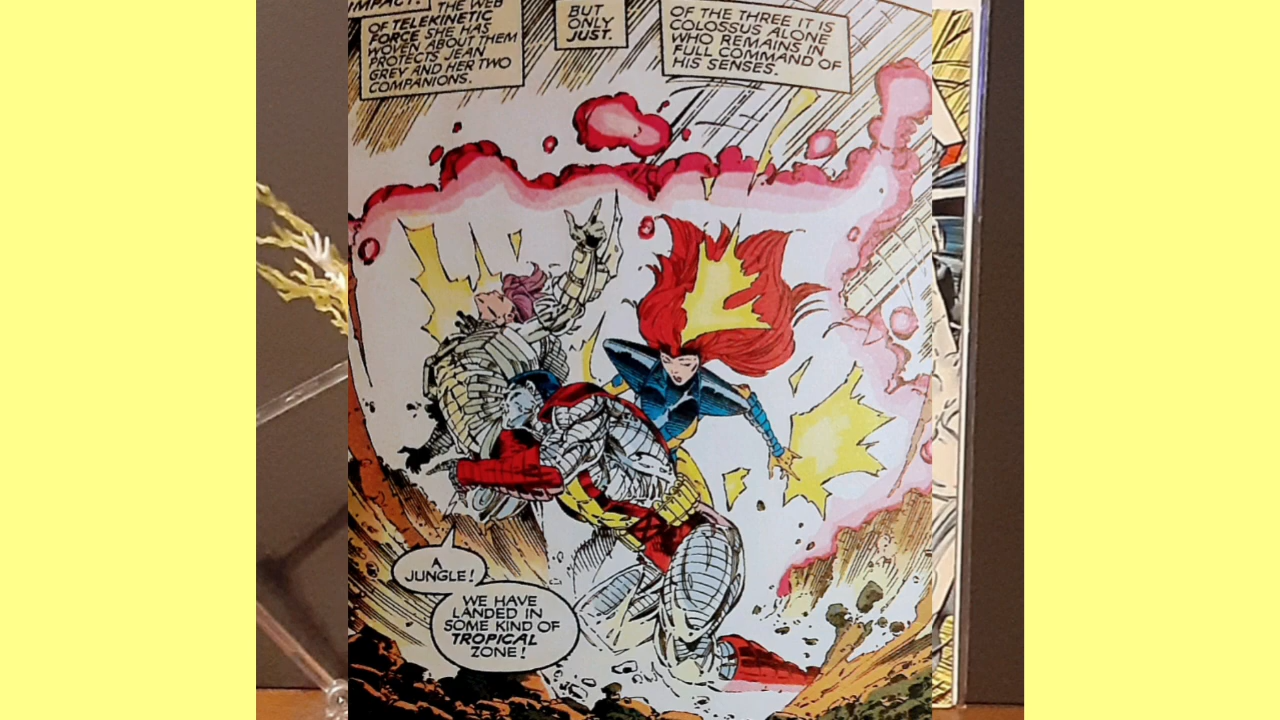 IMPACT! THE WEB
OF TELEKINETIC
FORCE SHE HAS
WOVEN ABOUT THEM
PROTECTS JEAN
GREY AND HER TWO
COMPANIONS.
BUT
ONLY
JUST.
OF THE THREE IT IS
COLOSSUS ALONE
WHO REMAINS IN
FULL COMMAND OF
HIS SENSES.
A
JUNGLE!
WE HAVE
LANDED IN
SOME KIND OF
TROPICAL
ZONE!